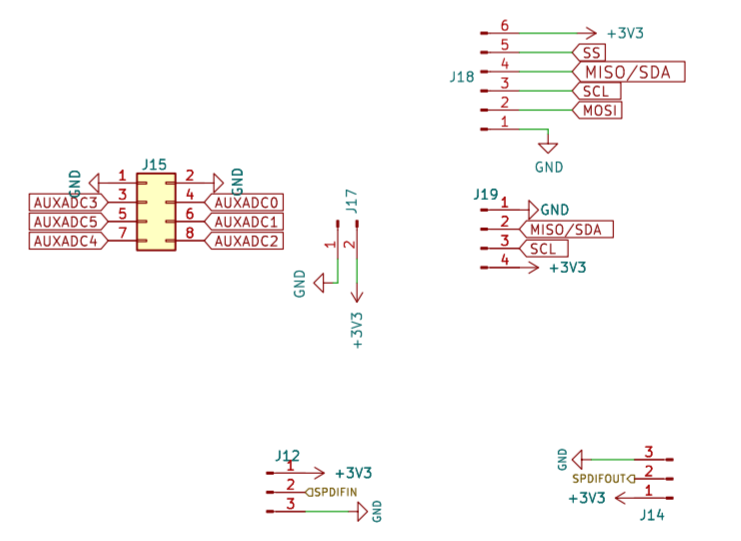 6 +3V3
5 SS
J18 4 MISO/SDA
3 SCL
2 MOSI
1
GND
J15
GND 1 2 GND
AUXADC3 3 4 AUXADC0
AUXADC5 5 6 AUXADC1
AUXADC4 7 8 AUXADC2
J17
1 2
GND
+3V3
J19
1 GND
2 MISO/SDA
3 SCL
4 +3V3
J12
1 +3V3
2 SPDIFIN
3 GND
GND 3
SPDIFOUT 2
+3V3 1
J14